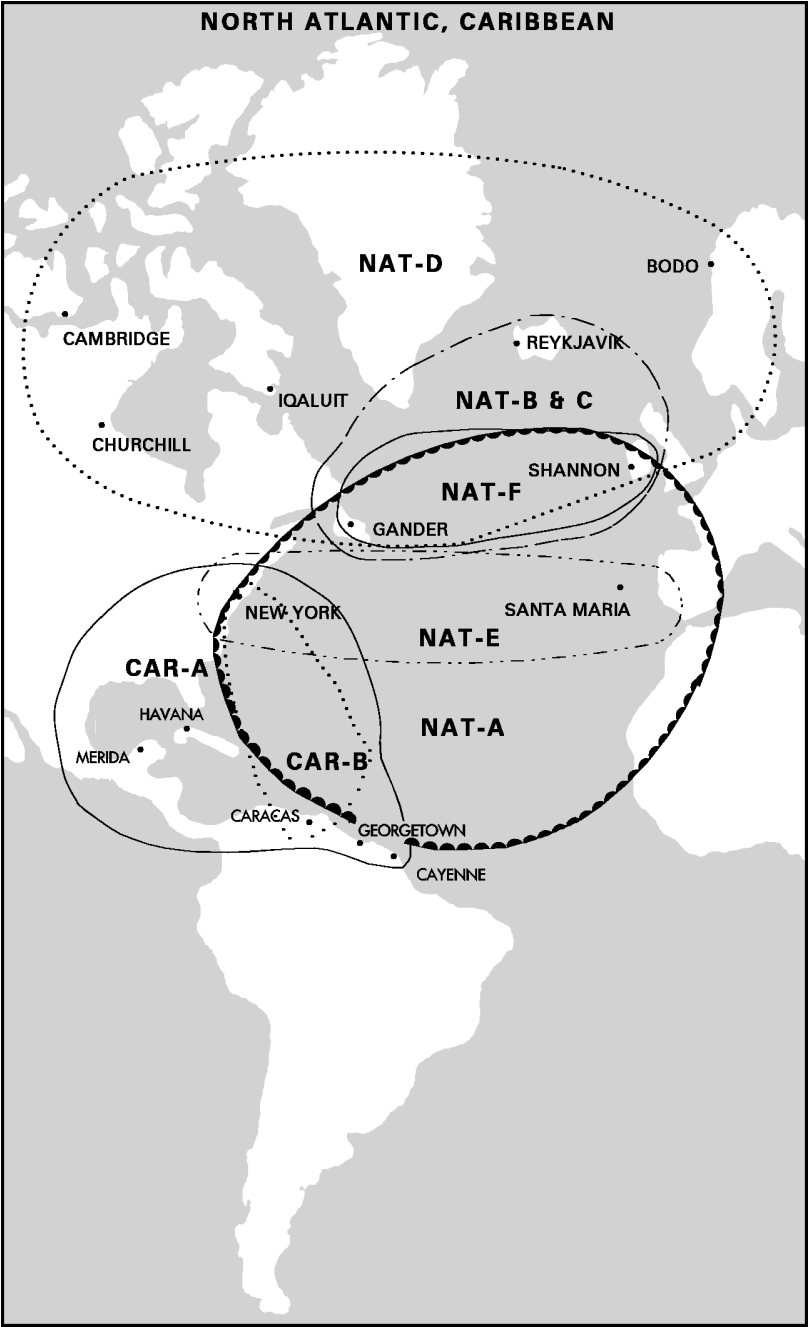 NORTH ATLANTIC, CARIBBEAN
NAT-D
BODO
CAMBRIDGE
REYKJAVIK
IQALUIT
NAT-B & C
CHURCHILL
SHANNON
NAT-F
GANDER
NEW YORK
SANTA MARIA
NAT-E
CAR-A
HAVANA
NAT-A
MERIDA
CAR-B
CARACAS
GEORGETOWN
CAYENNE